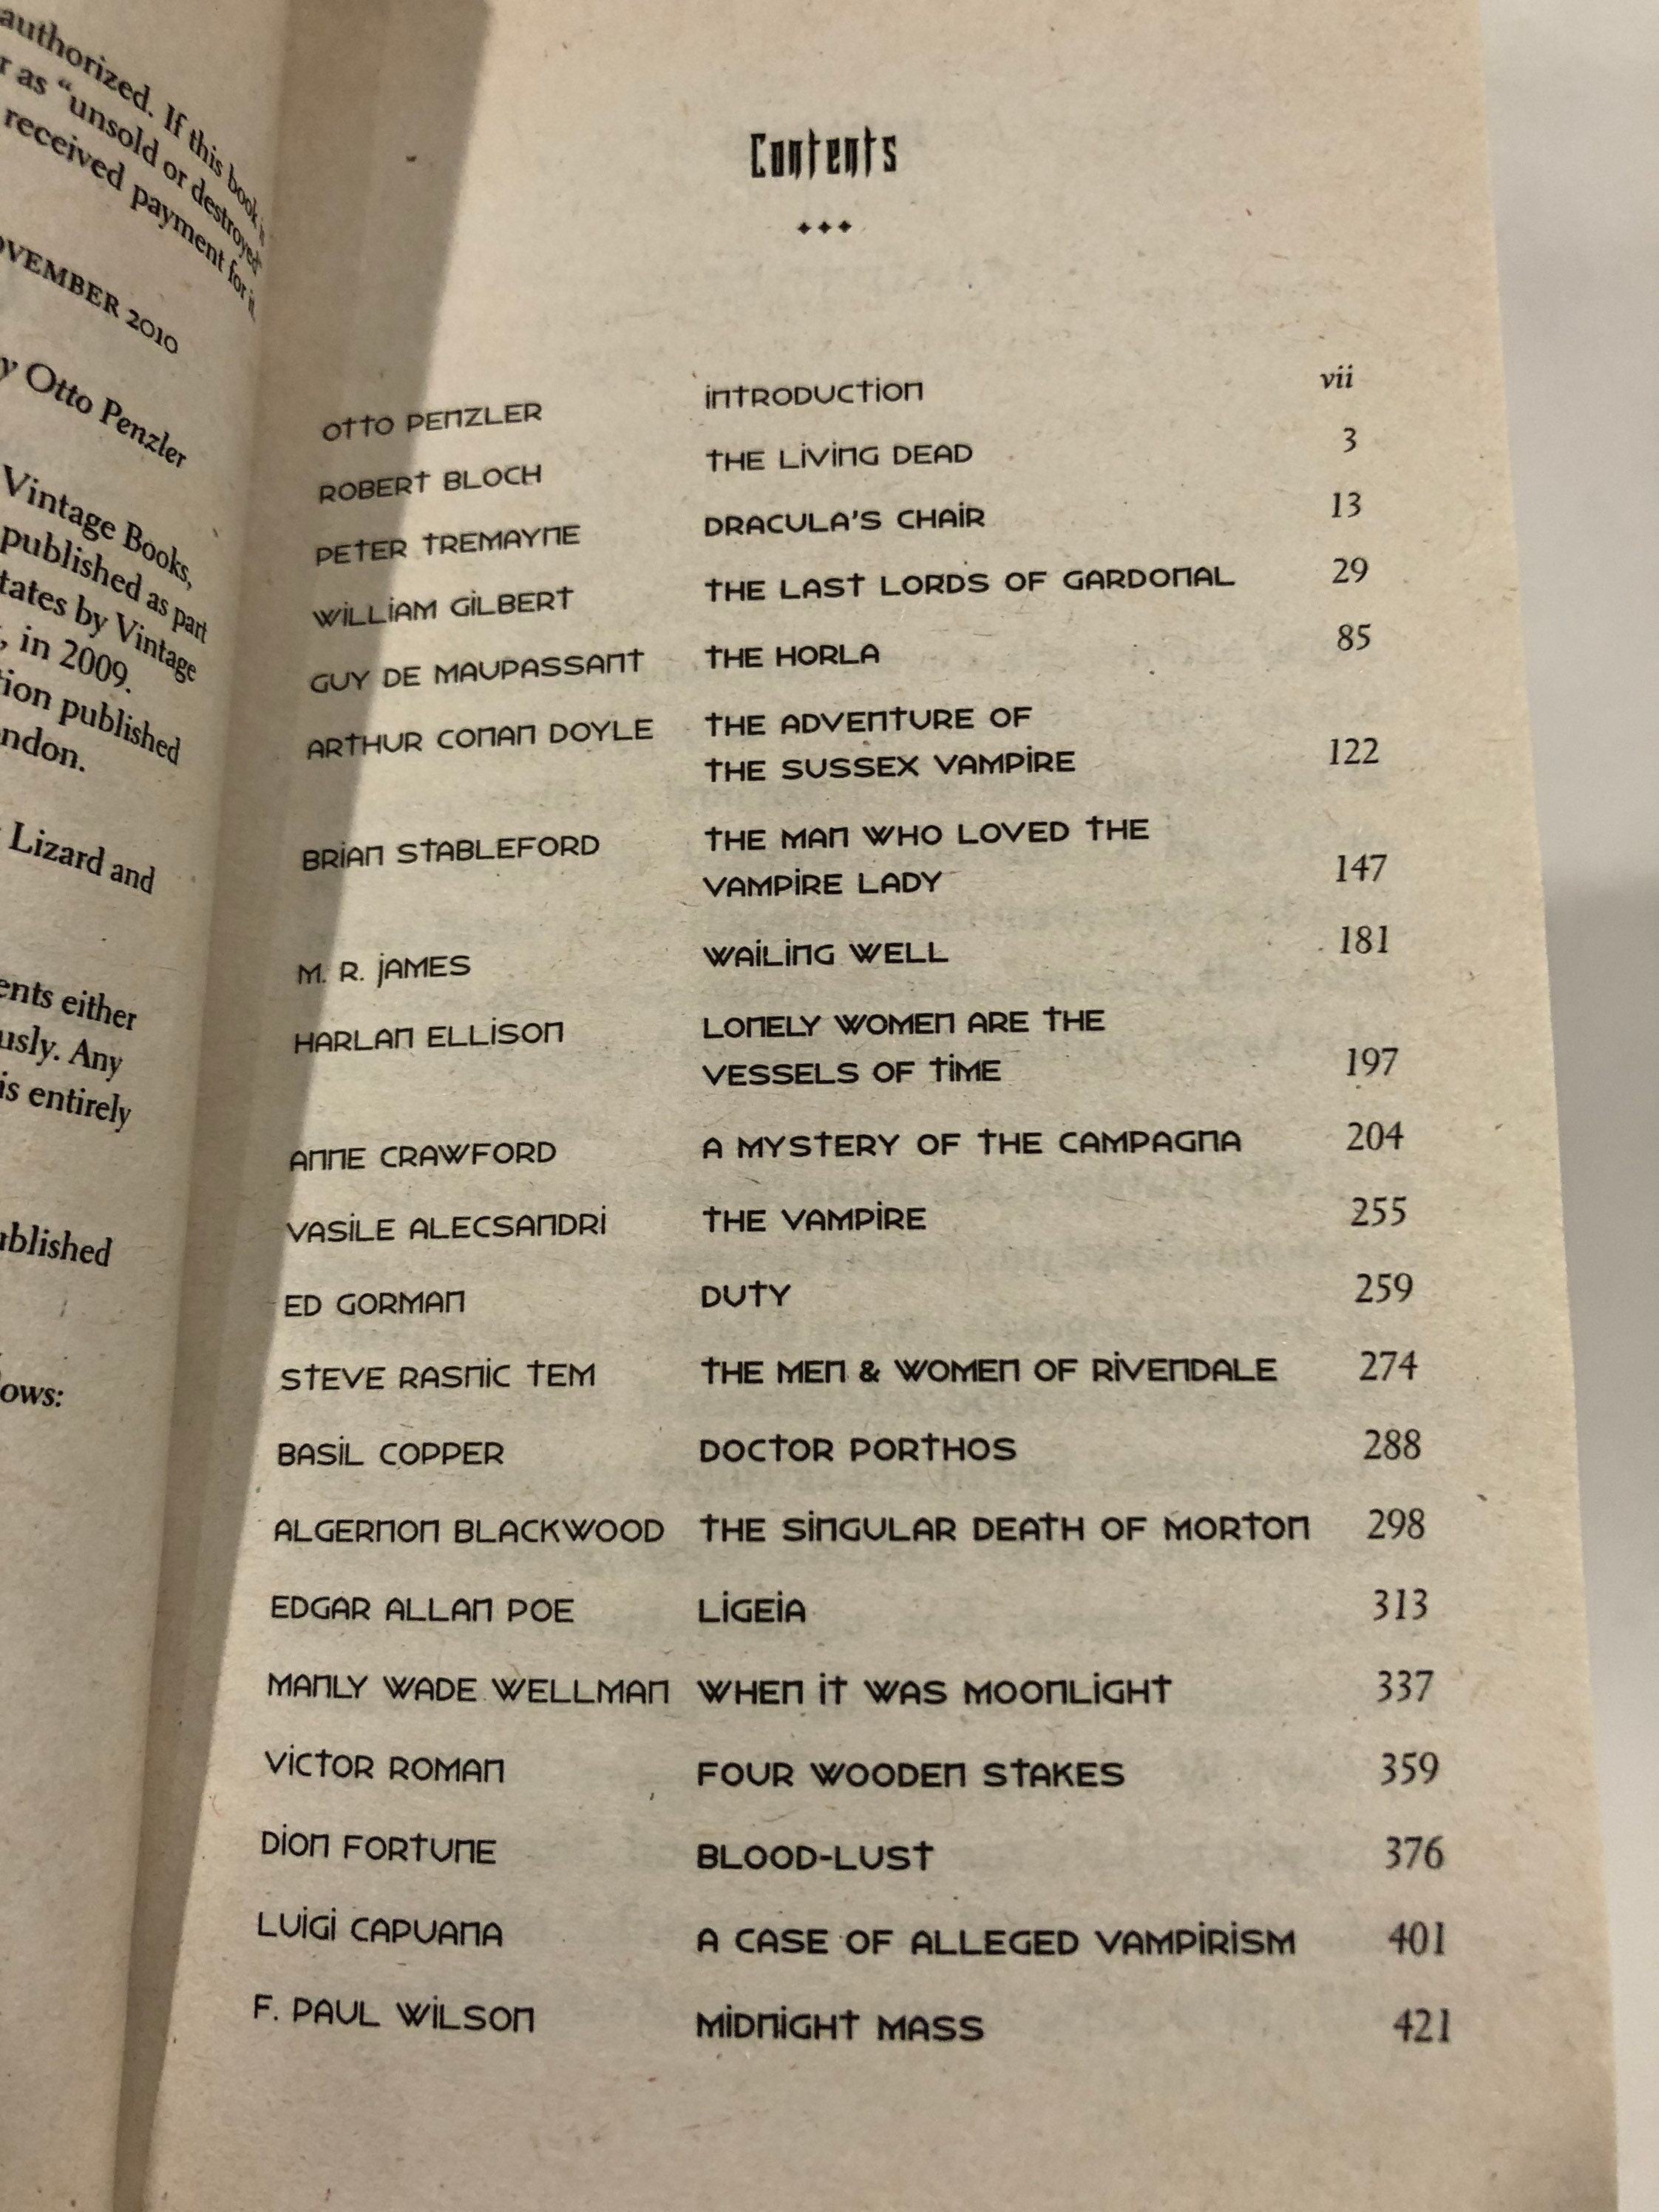 authorized. If this book
r as "unsold or destroyed"
received payment for it.
OVEMBER 2010
y Otto Penzler
Vintage Books,
published as part
tates by Vintage
, in 2009.
tion published
ndon.
Lizard and
ents either
usly. Any
is entirely
ublished
ows:
Contents
OTTO PENZLER INTRODUCTION vii
ROBERT BLOCH THE LIVING DEAD 3
PETER TREMAYNE DRACULA'S CHAIR 13
WILLIAM GILBERT THE LAST LORDS OF GARDONAL 29
GUY DE MAUPASSANT THE HORLA 85
ARTHUR CONAN DOYLE THE ADVENTURE OF
THE SUSSEX VAMPIRE 122
BRIAN STABLEFORD THE MAN WHO LOVED THE
VAMPIRE LADY 147
M. R. JAMES WAILING WELL 181
HARLAN ELLISON LONELY WOMEN ARE THE
VESSELS OF TIME 197
ANNE CRAWFORD A MYSTERY OF THE CAMPAGNA 204
VASILE ALECSANDRI THE VAMPIRE 255
ED GORMAN DUTY 259
STEVE RASNIC TEM THE MEN & WOMEN OF RIVENDALE 274
BASIL COPPER DOCTOR PORTHOS 288
ALGERNON BLACKWOOD THE SINGULAR DEATH OF MORTON 298
EDGAR ALLAN POE LIGEIA 313
MANLY WADE WELLMAN WHEN IT WAS MOONLIGHT 337
VICTOR ROMAN FOUR WOODEN STAKES 359
DION FORTUNE BLOOD-LUST 376
LUIGI CAPUANA A CASE OF ALLEGED VAMPIRISM 401
F. PAUL WILSON MIDNIGHT MASS 421